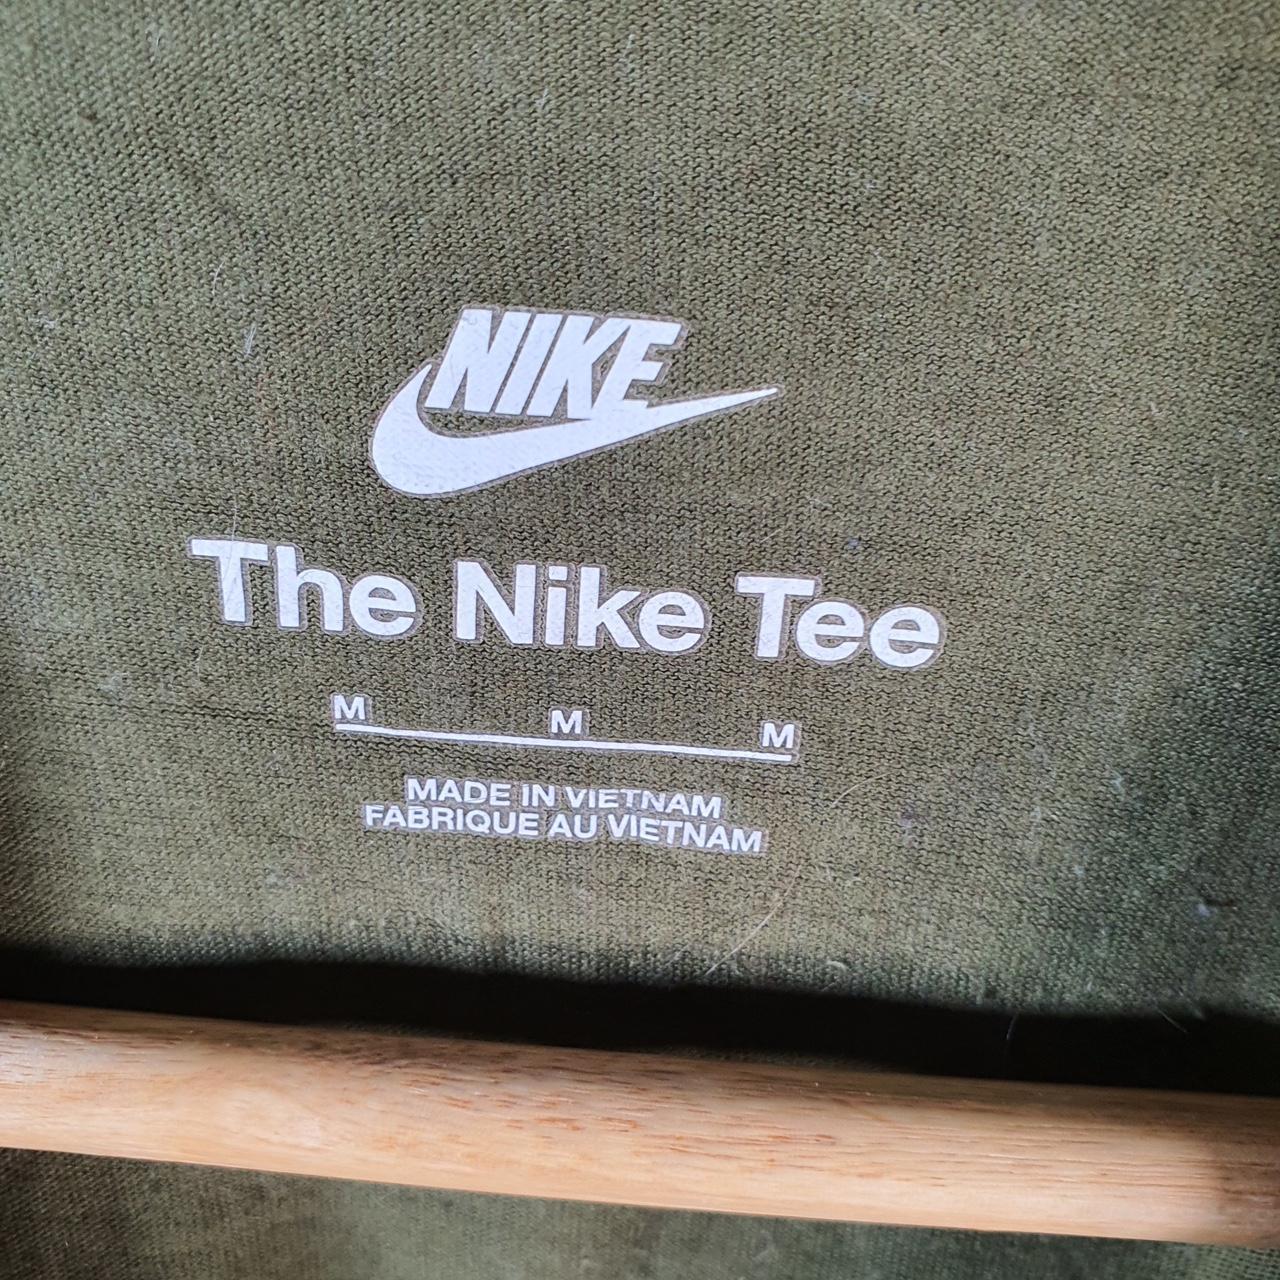 NIKE
The Nike Tee
M M M
MADE IN VIETNAM
FABRIQUE AU VIETNAM